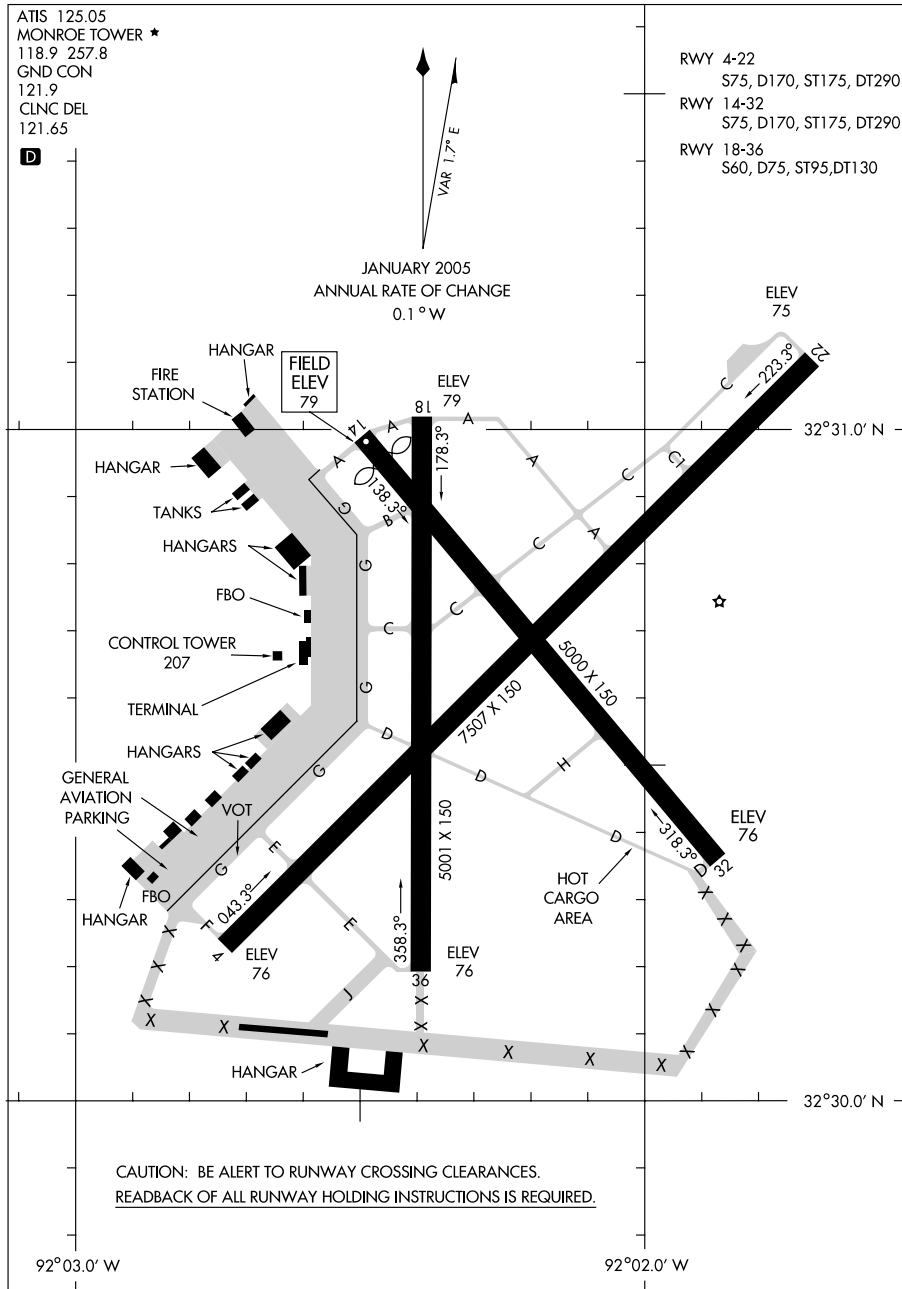 ATIS 125.05
MONROE TOWER ★
118.9 257.8
GND CON
121.9
CLNC DEL
121.65
D
RWY 4-22
S75, D170, ST175, DT290
RWY 14-32
S75, D170, ST175, DT290
RWY 18-36
S60, D75, ST95,DT130
VAR 1.7° E
JANUARY 2005
ANNUAL RATE OF CHANGE
0.1° W
ELEV
75
22
223.3°
HANGAR
FIELD
ELEV
79
FIRE
STATION
ELEV
79
18
14
A
A
A
178.3°
32°31.0' N
HANGAR
A
C
C1
C
138.3°
TANKS
G
B
A
HANGARS
G
C
FBO
C
C
CONTROL TOWER
207
5000 X 150
TERMINAL
G
D
7507 X 150
HANGARS
G
D
H
GENERAL
AVIATION
PARKING
VOT
5001 X 150
E
D
ELEV
76
318.3°
32
D
G
HOT
CARGO
AREA
FBO
HANGAR
043.3°
358.3°
F
E
4
ELEV
76
ELEV
76
36
X
X
X
X
X
X
X
X
J
X
X
X
X
X
X
X
X
X
X
HANGAR
32°30.0' N
CAUTION: BE ALERT TO RUNWAY CROSSING CLEARANCES.
READBACK OF ALL RUNWAY HOLDING INSTRUCTIONS IS REQUIRED.
92°03.0' W
92°02.0' W